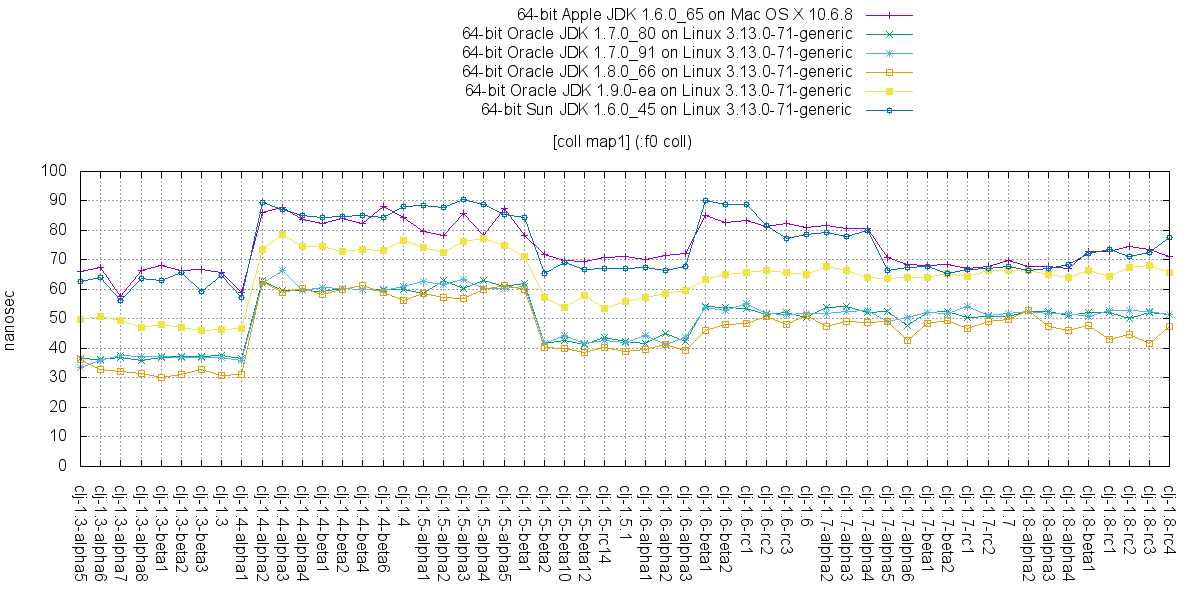 64-bit Apple JDK 1.6.0_65 on Mac OS X 10.6.8
64-bit Oracle JDK 1.7.0_80 on Linux 3.13.0-71-generic
64-bit Oracle JDK 1.7.0_91 on Linux 3.13.0-71-generic
64-bit Oracle JDK 1.8.0_66 on Linux 3.13.0-71-generic
64-bit Oracle JDK 1.9.0-ea on Linux 3.13.0-71-generic
64-bit Sun JDK 1.6.0_45 on Linux 3.13.0-71-generic
[coll map1] (:f0 coll)
100
90
80
70
60
50
40
30
20
10
0
nanosec
clj-1.3-alpha5
clj-1.3-alpha6
clj-1.3-alpha7
clj-1.3-alpha8
clj-1.3-beta1
clj-1.3-beta2
clj-1.3-beta3
clj-1.3
clj-1.4-alpha1
clj-1.4-alpha2
clj-1.4-alpha3
clj-1.4-alpha4
clj-1.4-beta1
clj-1.4-beta2
clj-1.4-beta4
clj-1.4-beta6
clj-1.4
clj-1.5-alpha1
clj-1.5-alpha2
clj-1.5-alpha3
clj-1.5-alpha4
clj-1.5-alpha5
clj-1.5-beta1
clj-1.5-beta2
clj-1.5-beta10
clj-1.5-beta12
clj-1.5-rc14
clj-1.5.1
clj-1.6-alpha1
clj-1.6-alpha2
clj-1.6-alpha3
clj-1.6-beta1
clj-1.6-beta2
clj-1.6-rc1
clj-1.6-rc2
clj-1.6-rc3
clj-1.6
clj-1.7-alpha2
clj-1.7-alpha3
clj-1.7-alpha4
clj-1.7-alpha5
clj-1.7-alpha6
clj-1.7-beta1
clj-1.7-beta2
clj-1.7-rc1
clj-1.7-rc2
clj-1.7
clj-1.8-alpha2
clj-1.8-alpha3
clj-1.8-alpha4
clj-1.8-beta1
clj-1.8-rc1
clj-1.8-rc2
clj-1.8-rc3
clj-1.8-rc4